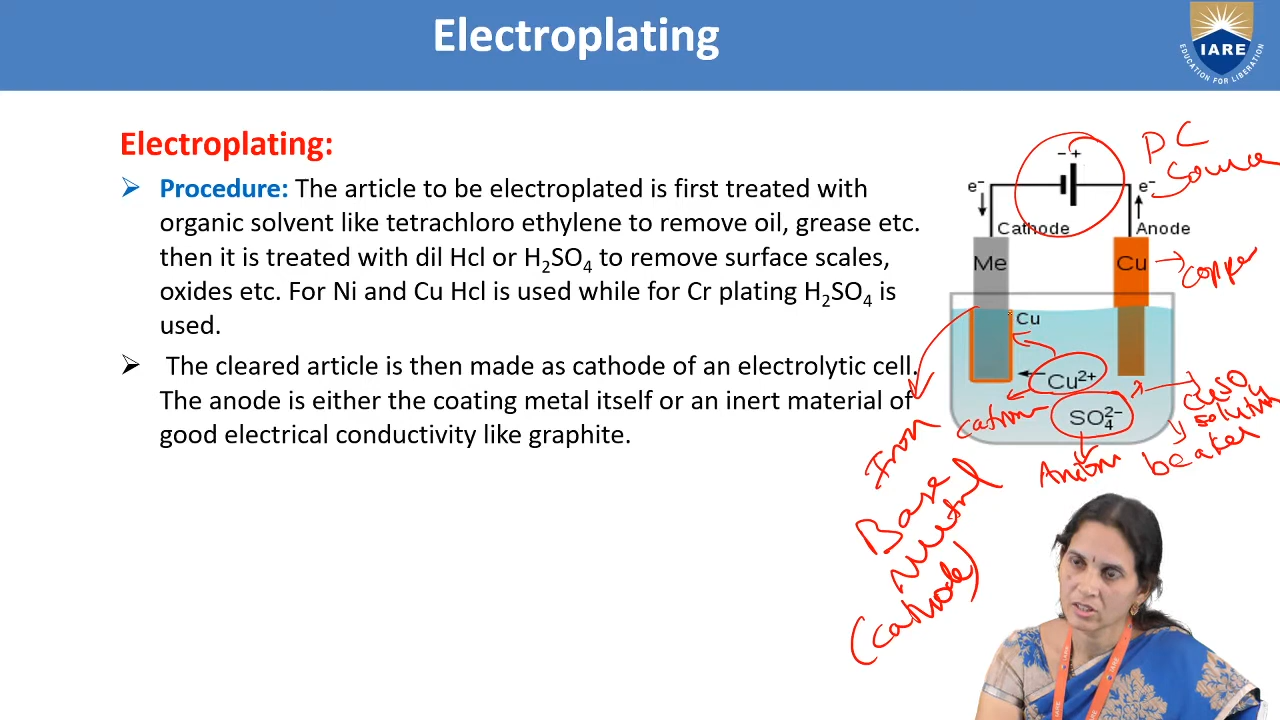 Electroplating
IARE
EDUCATION FOR LIBERATION
Electroplating:
Procedure: The article to be electroplated is first treated with
organic solvent like tetrachloro ethylene to remove oil, grease etc.
then it is treated with dil Hcl or H₂SO₄ to remove surface scales,
oxides etc. For Ni and Cu Hcl is used while for Cr plating H₂SO₄ is
used.
The cleared article is then made as cathode of an electrolytic cell.
The anode is either the coating metal itself or an inert material of
good electrical conductivity like graphite.
DC
Source
− +
e⁻
e⁻
Cathode
Anode
Me
Cu
Copper
Cu
Cu²⁺
SO₄²⁻
Cation
Anion
CuSO₄
solution
beaker
Iron
Base
Metal
(Cathode)